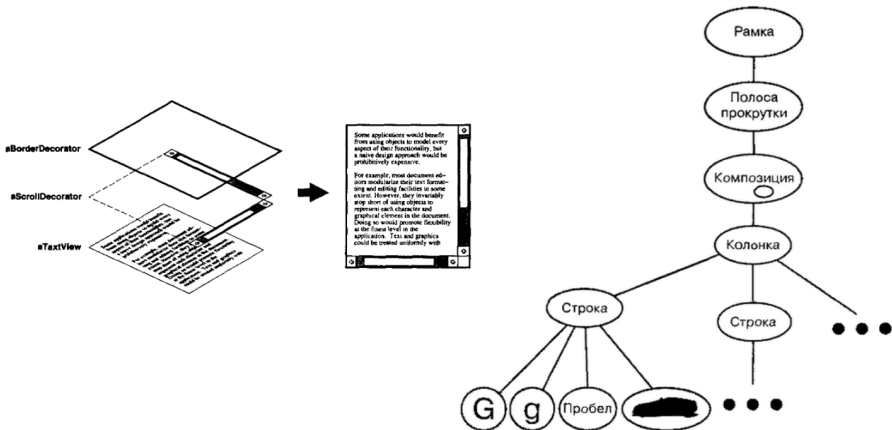 aBorderDecorator
aScrollDecorator
aTextView
Some applications would benefit
from using objects to model every
aspect of their functionality, but
a naive design approach would be
prohibitively expensive.
For example, most document ed-
itors modularize their text format-
ting and editing facilities to some
extent. However, they invariably
stop short of using objects to
represent each character and
graphical element in the document.
Doing so would promote flexibility
at the finest level in the
application. Text and graphics
could be treated uniformly with
Рамка
Полоса
прокрутки
Композиция
Колонка
Строка
Строка
G
g
Пробел